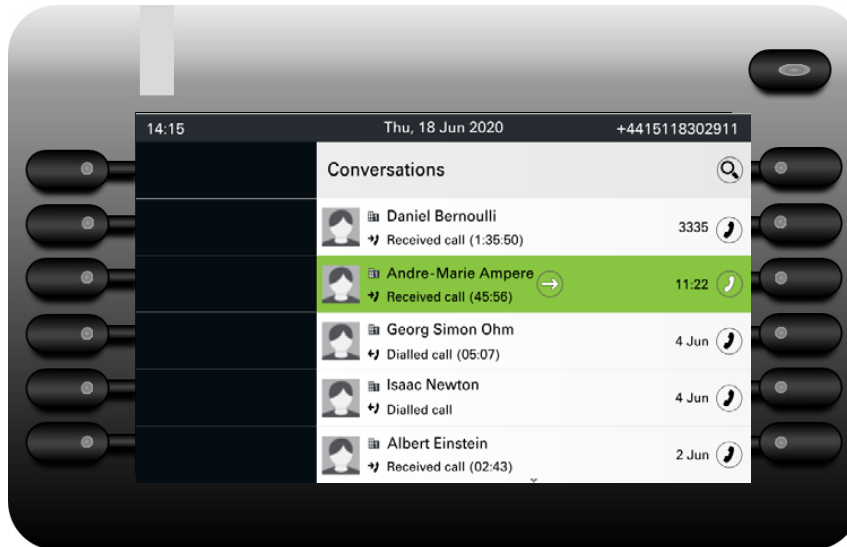 14:15 Thu, 18 Jun 2020 +4415118302911
Conversations
Daniel Bernoulli
Received call (1:35:50) 3335
Andre-Marie Ampere
Received call (45:56) 11:22
Georg Simon Ohm
Dialled call (05:07) 4 Jun
Isaac Newton
Dialled call 4 Jun
Albert Einstein
Received call (02:43) 2 Jun